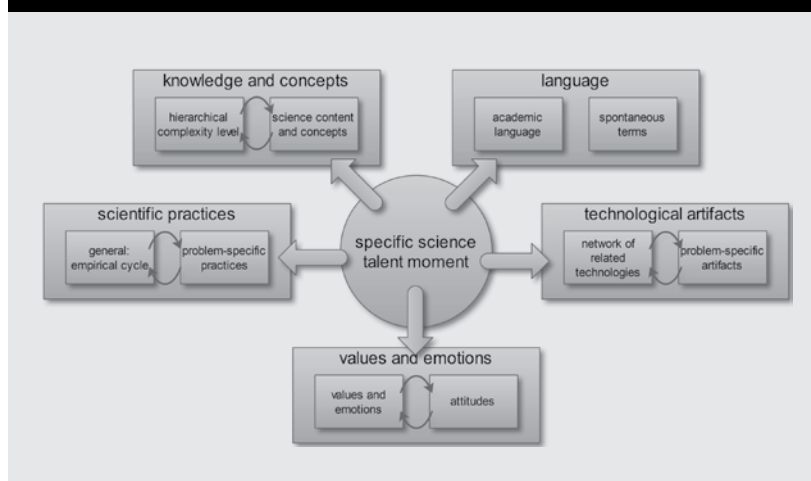 knowledge and concepts
hierarchical
complexity level
science content
and concepts
language
academic
language
spontaneous
terms
scientific practices
general:
empirical cycle
problem-specific
practices
specific science
talent moment
technological artifacts
network of
related
technologies
problem-specific
artifacts
values and emotions
values and
emotions
attitudes